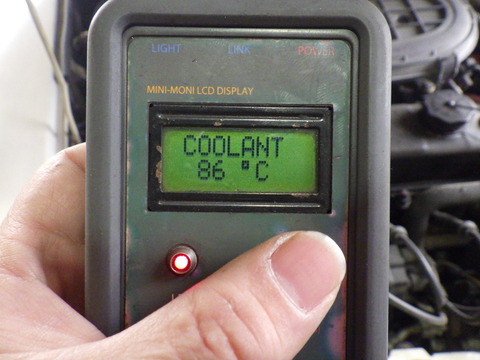 LIGHT LINK POWER
MINI-MONI LCD DISPLAY
COOLANT
86 °C